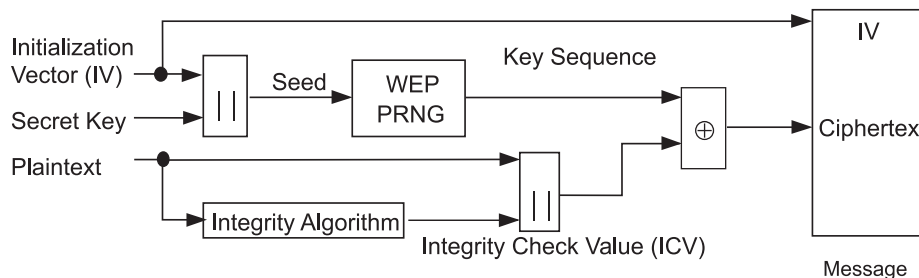 Initialization
Vector (IV)
Secret Key
Plaintext
||
Seed
WEP
PRNG
Key Sequence
IV
⊕
Ciphertex
Integrity Algorithm
||
Integrity Check Value (ICV)
Message